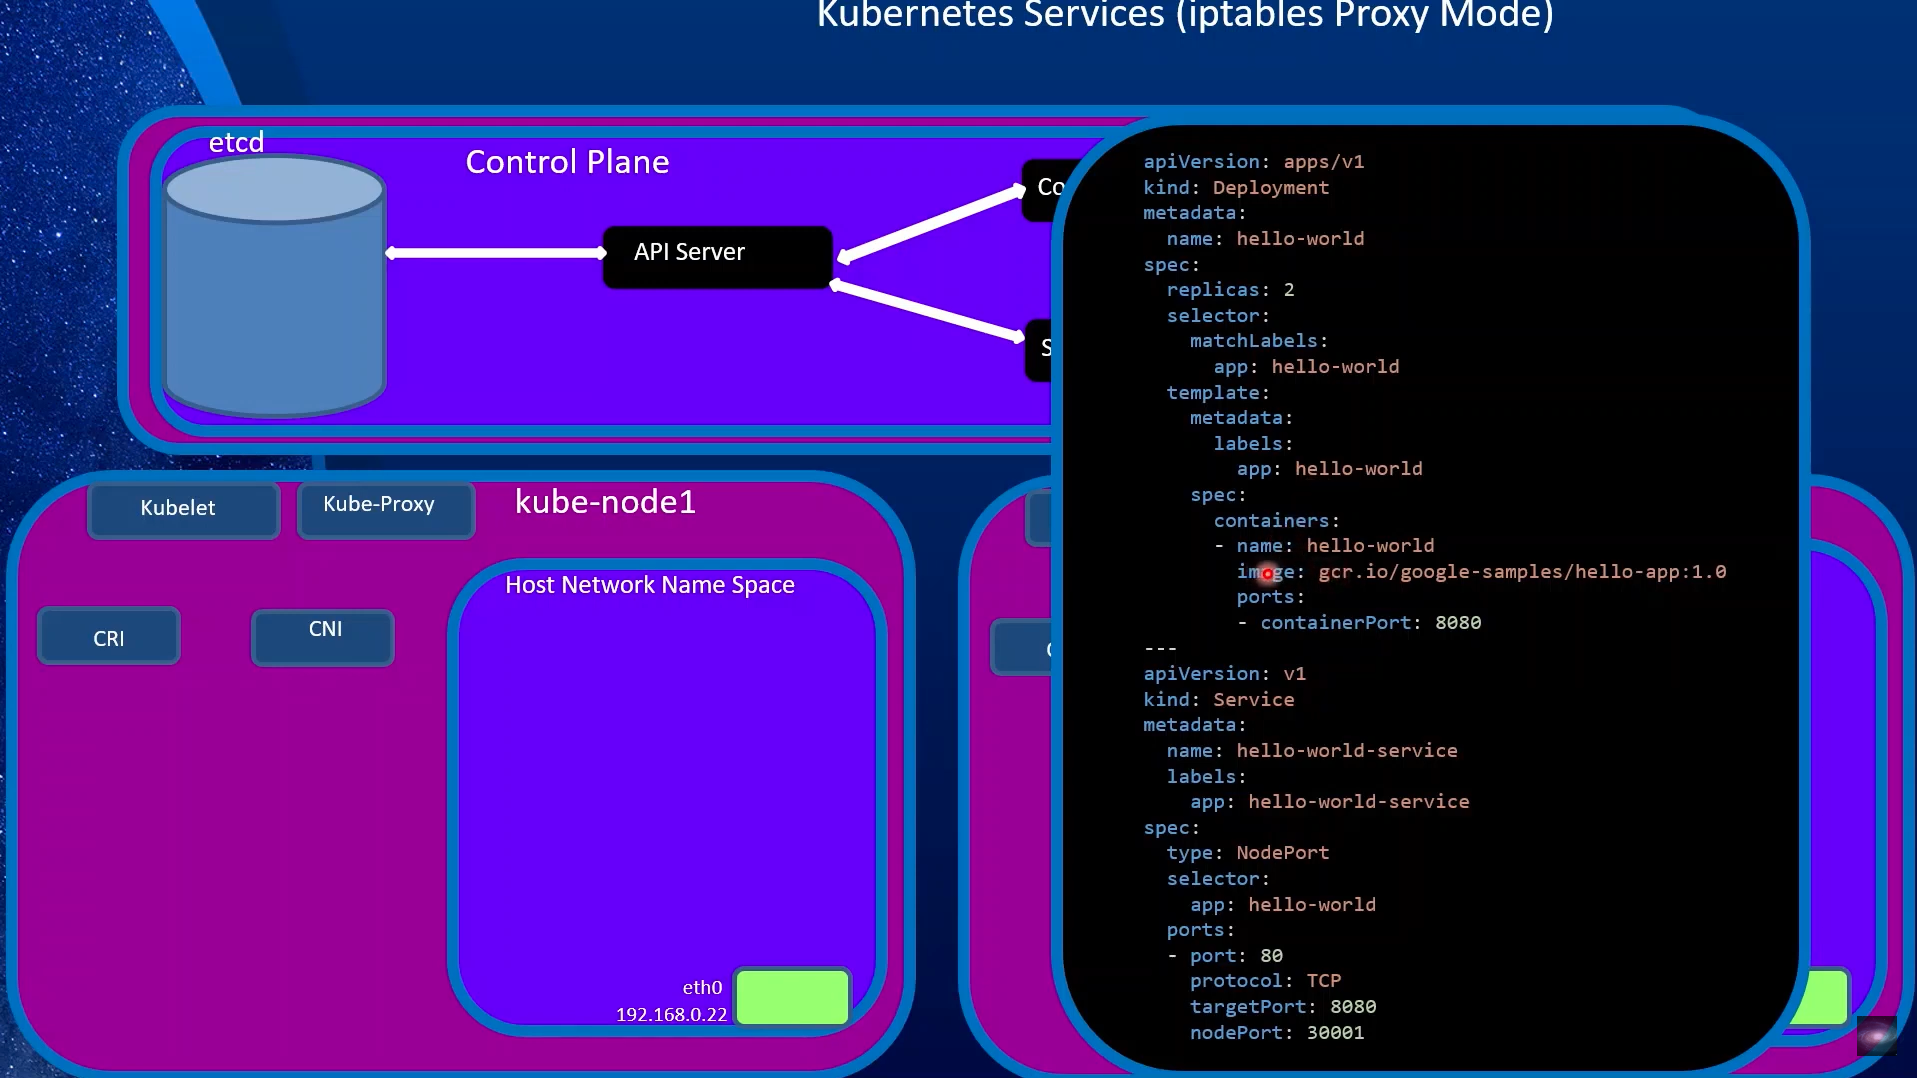 Kubernetes Services (iptables Proxy Mode)
etcd
Control Plane
API Server
Co
S
kube-node1
Kubelet
Kube-Proxy
CRI
CNI
Host Network Name Space
eth0
192.168.0.22
apiVersion: apps/v1
kind: Deployment
metadata:
  name: hello-world
spec:
  replicas: 2
  selector:
    matchLabels:
      app: hello-world
  template:
    metadata:
      labels:
        app: hello-world
    spec:
      containers:
      - name: hello-world
        image: gcr.io/google-samples/hello-app:1.0
        ports:
        - containerPort: 8080
---
apiVersion: v1
kind: Service
metadata:
  name: hello-world-service
  labels:
    app: hello-world-service
spec:
  type: NodePort
  selector:
    app: hello-world
  ports:
  - port: 80
    protocol: TCP
    targetPort: 8080
    nodePort: 30001